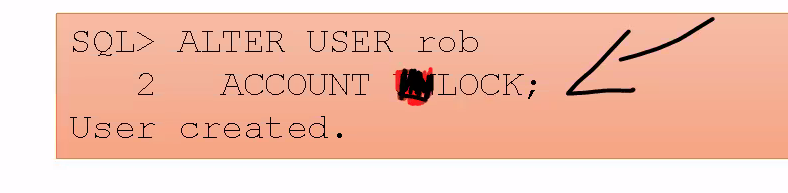 SQL> ALTER USER rob
2 ACCOUNT LOCK;
User created.